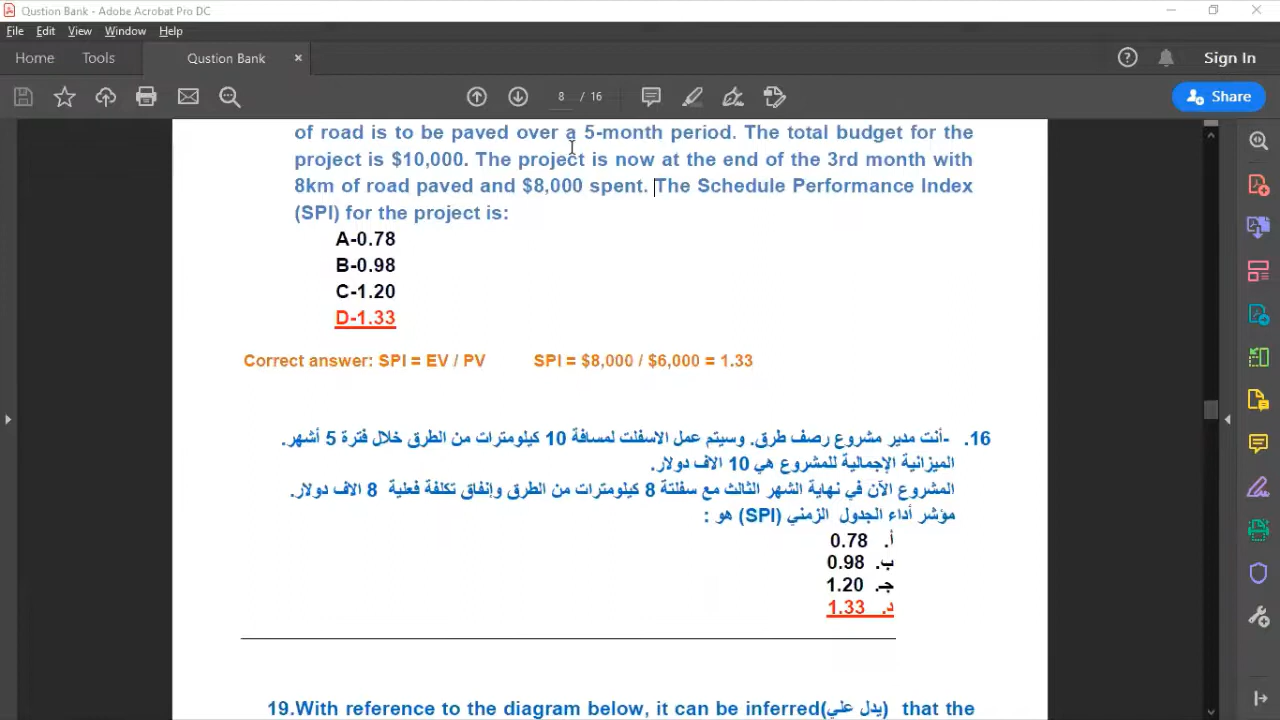 Qustion Bank - Adobe Acrobat Pro DC
File Edit View Window Help
Home Tools Qustion Bank × Sign In
8 / 16 Share
of road is to be paved over a 5-month period. The total budget for the
project is $10,000. The project is now at the end of the 3rd month with
8km of road paved and $8,000 spent. The Schedule Performance Index
(SPI) for the project is:
A-0.78
B-0.98
C-1.20
D-1.33
Correct answer: SPI = EV / PV SPI = $8,000 / $6,000 = 1.33
16. -أنت مدير مشروع رصف طرق. وسيتم عمل الاسفلت لمسافة 10 كيلومترات من الطرق خلال فترة 5 أشهر.
الميزانية الإجمالية للمشروع هي 10 الاف دولار.
المشروع الآن في نهاية الشهر الثالث مع سفلتة 8 كيلومترات من الطرق وإنفاق تكلفة فعلية 8 الاف دولار.
مؤشر أداء الجدول الزمني (SPI) هو :
أ. 0.78
ب. 0.98
جـ. 1.20
د. 1.33
19.With reference to the diagram below, it can be inferred(يدل علي) that the